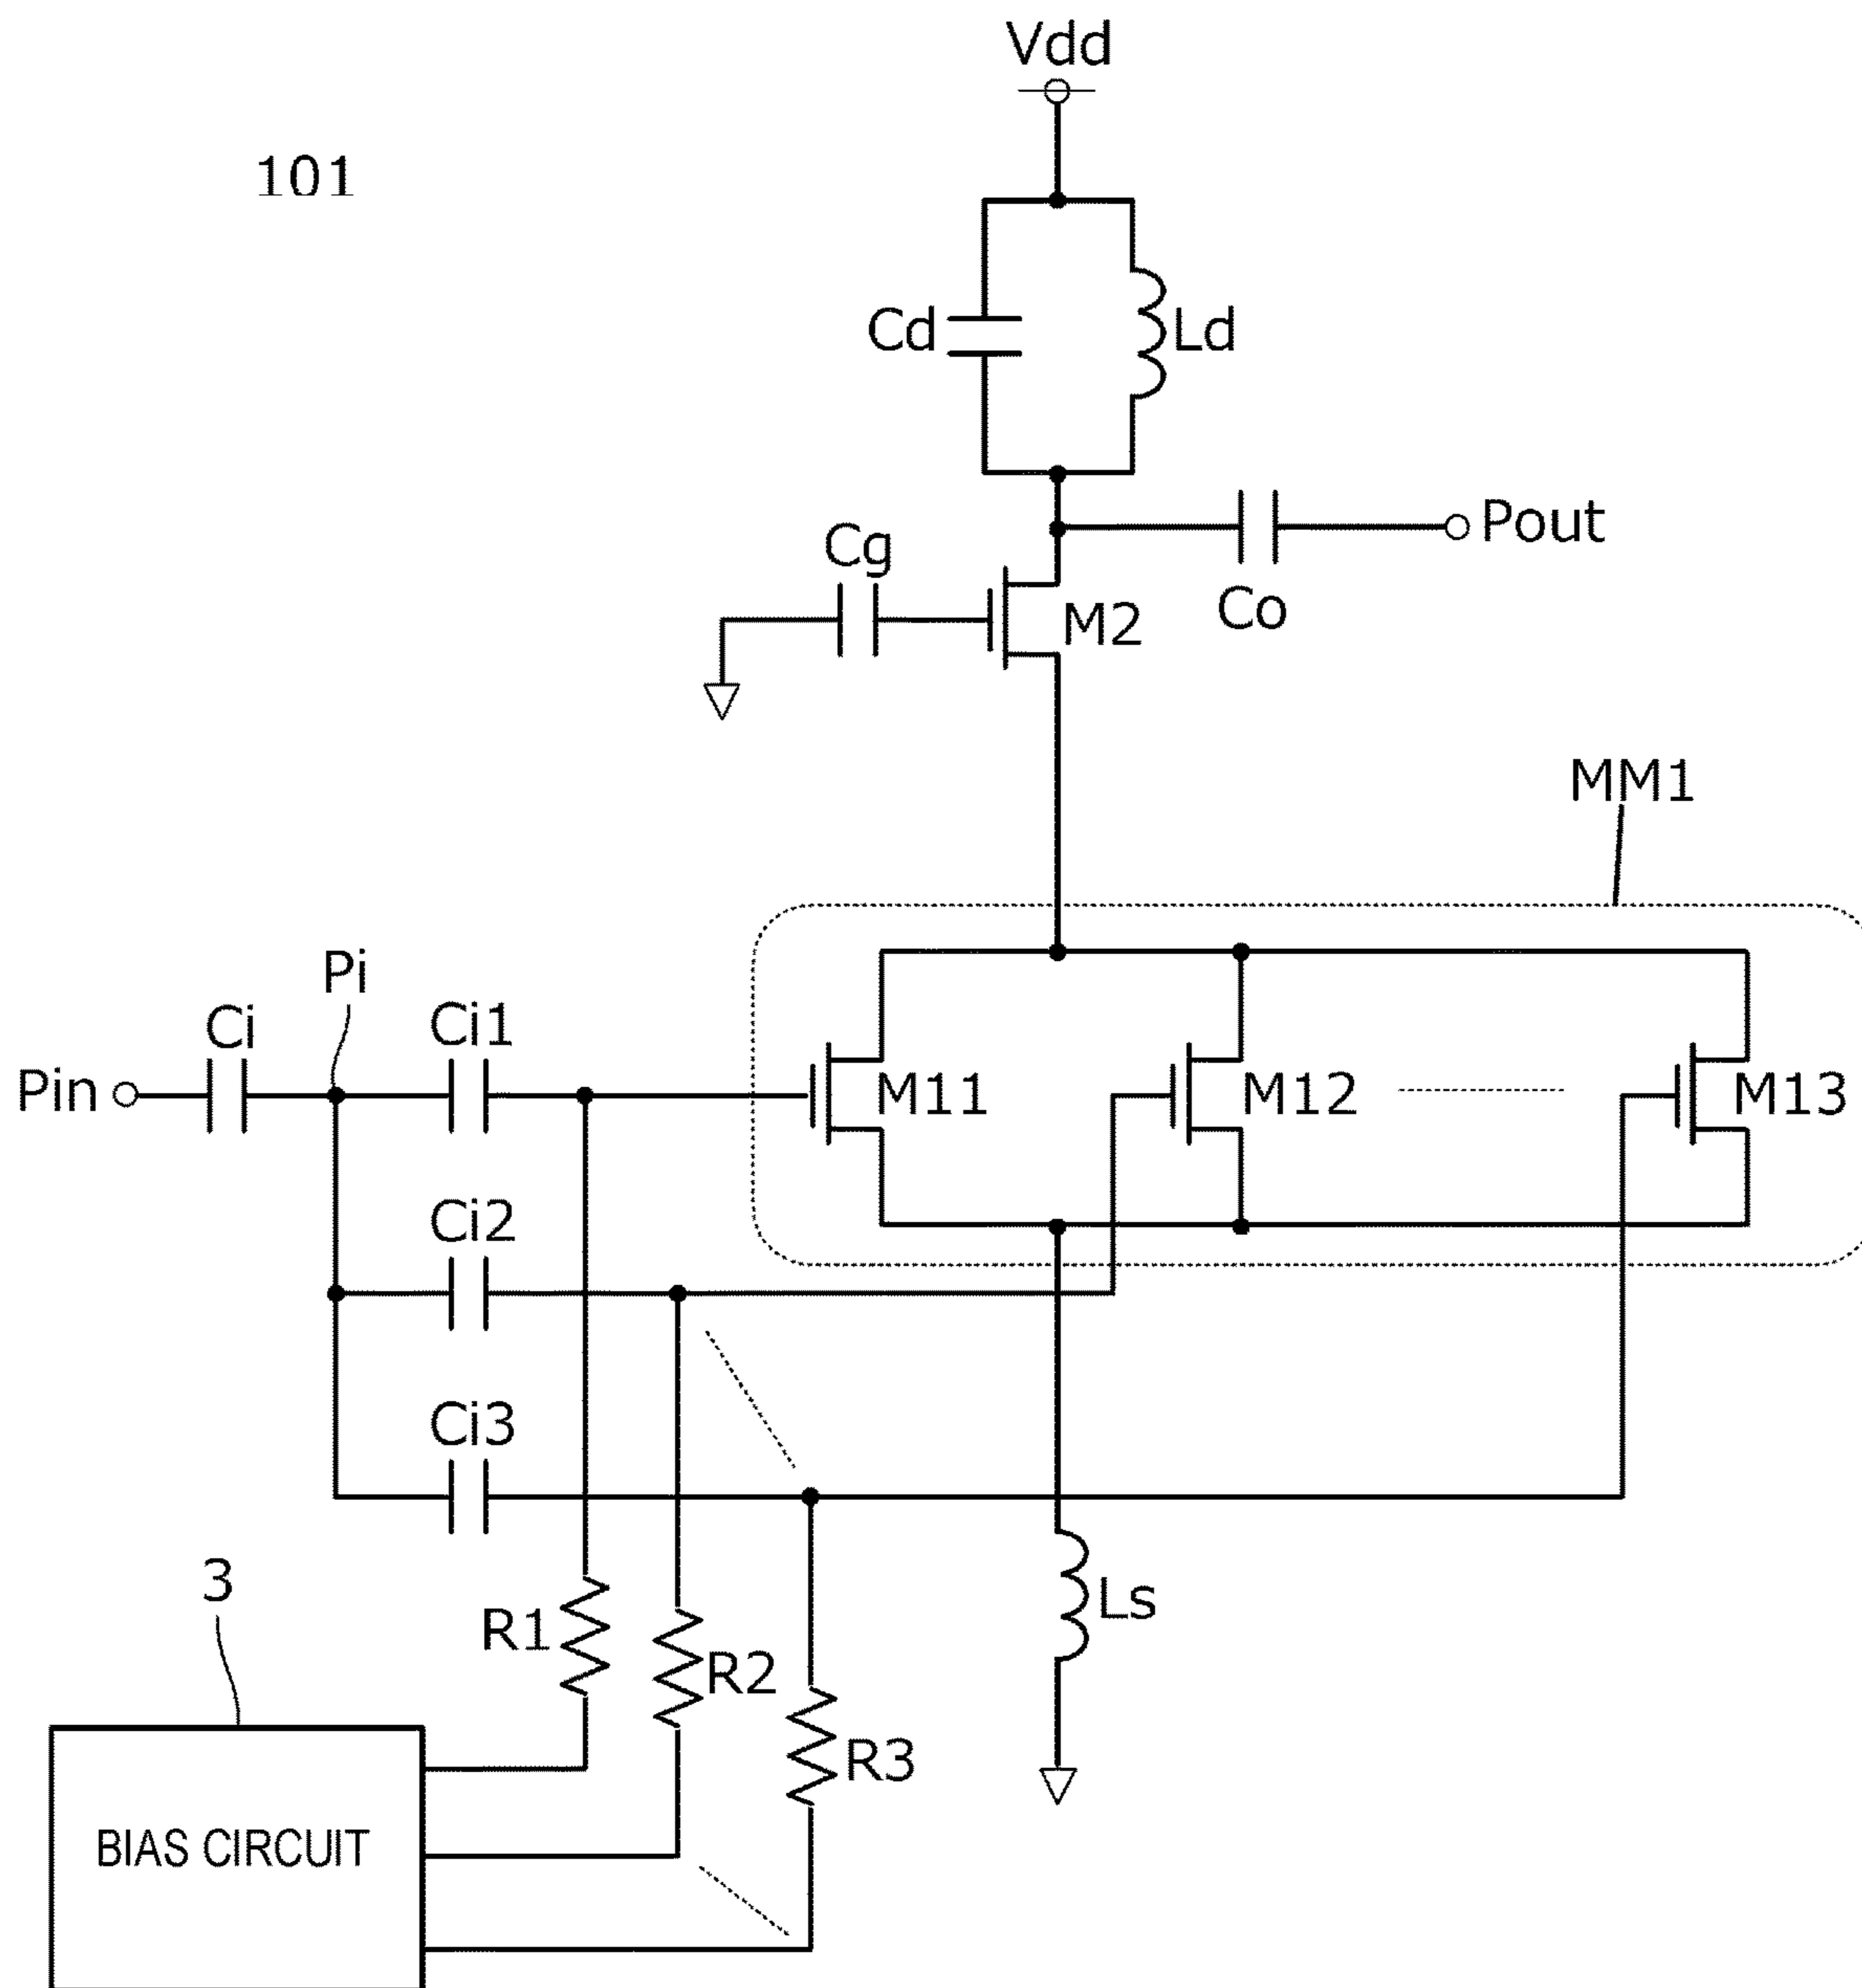 Vdd
101
Cd
Ld
Pout
Cg
Co
M2
MM1
Pi
Ci
Ci1
Pin
M11
M12
M13
Ci2
Ci3
3
R1
Ls
R2
R3
BIAS CIRCUIT